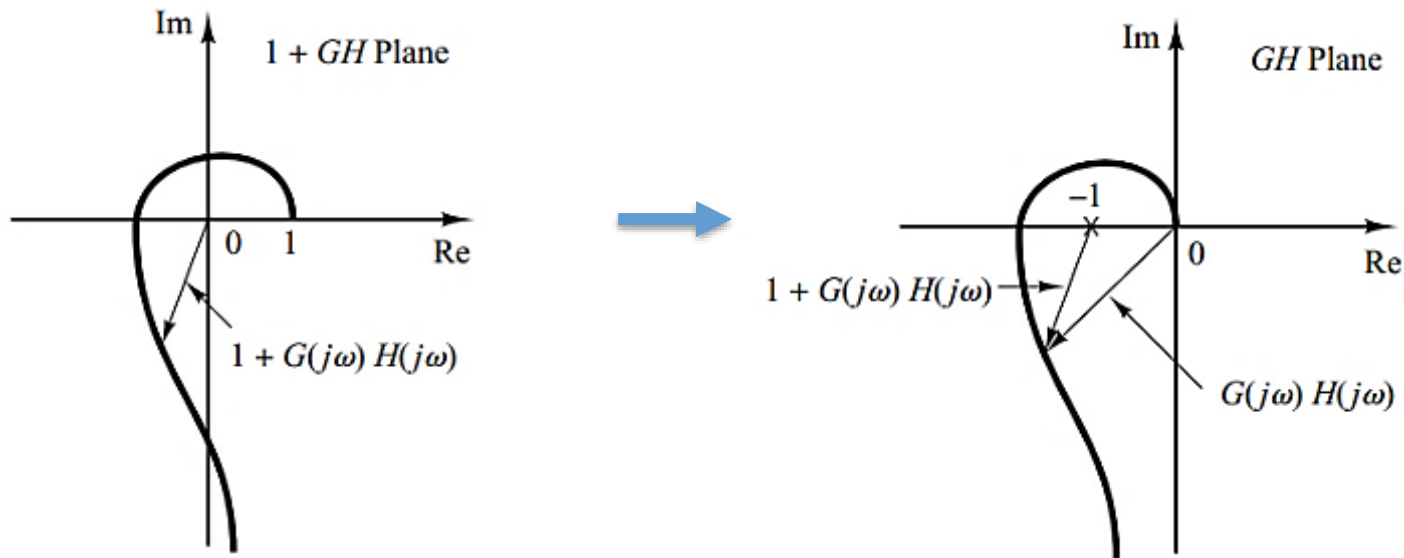 Im
1 + GH Plane
0
1
Re
1 + G(jω) H(jω)
Im
GH Plane
−1
0
Re
1 + G(jω) H(jω)
G(jω) H(jω)